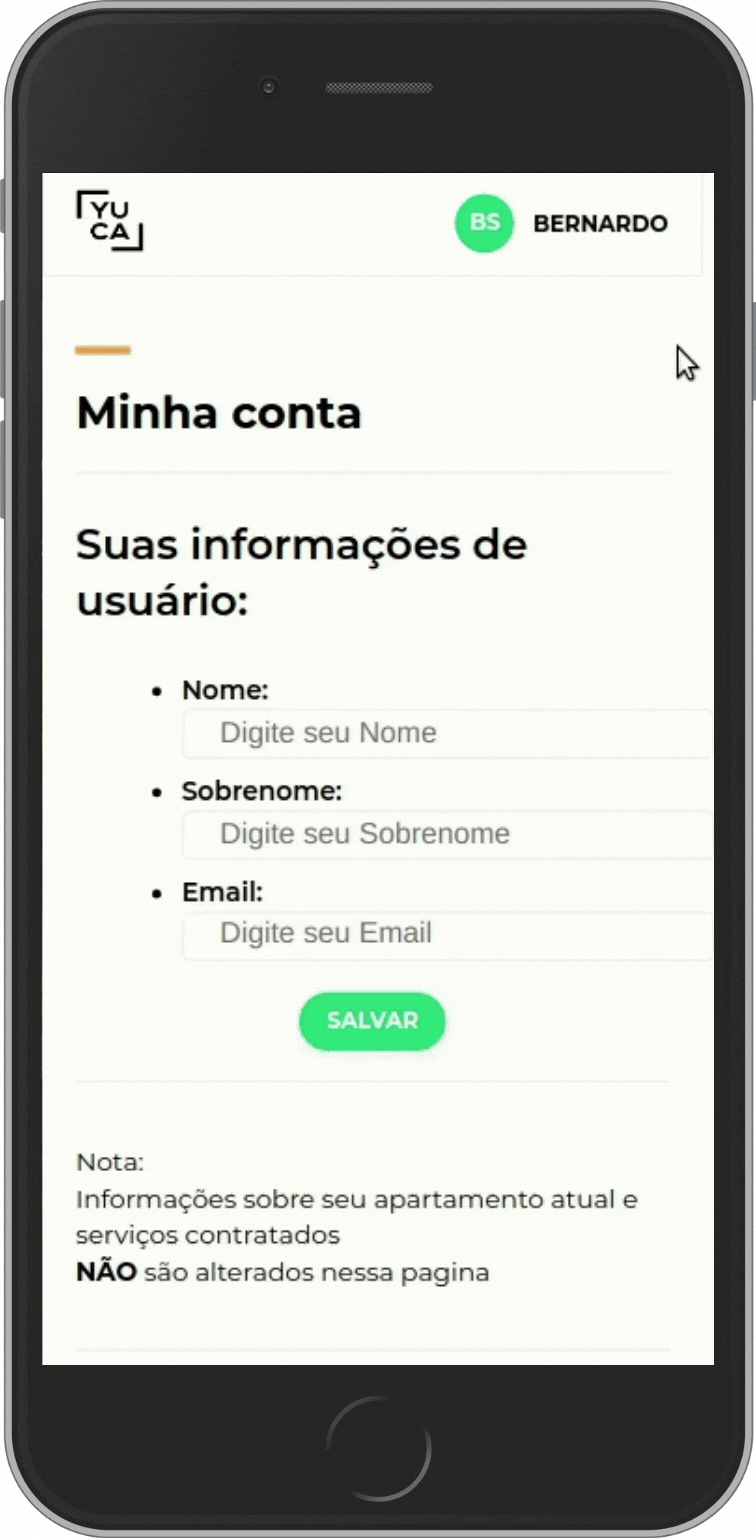 YU
CA
BS BERNARDO
Minha conta
Suas informações de
usuário:
• Nome:
Digite seu Nome
• Sobrenome:
Digite seu Sobrenome
• Email:
Digite seu Email
SALVAR
Nota:
Informações sobre seu apartamento atual e
serviços contratados
NÃO são alterados nessa pagina